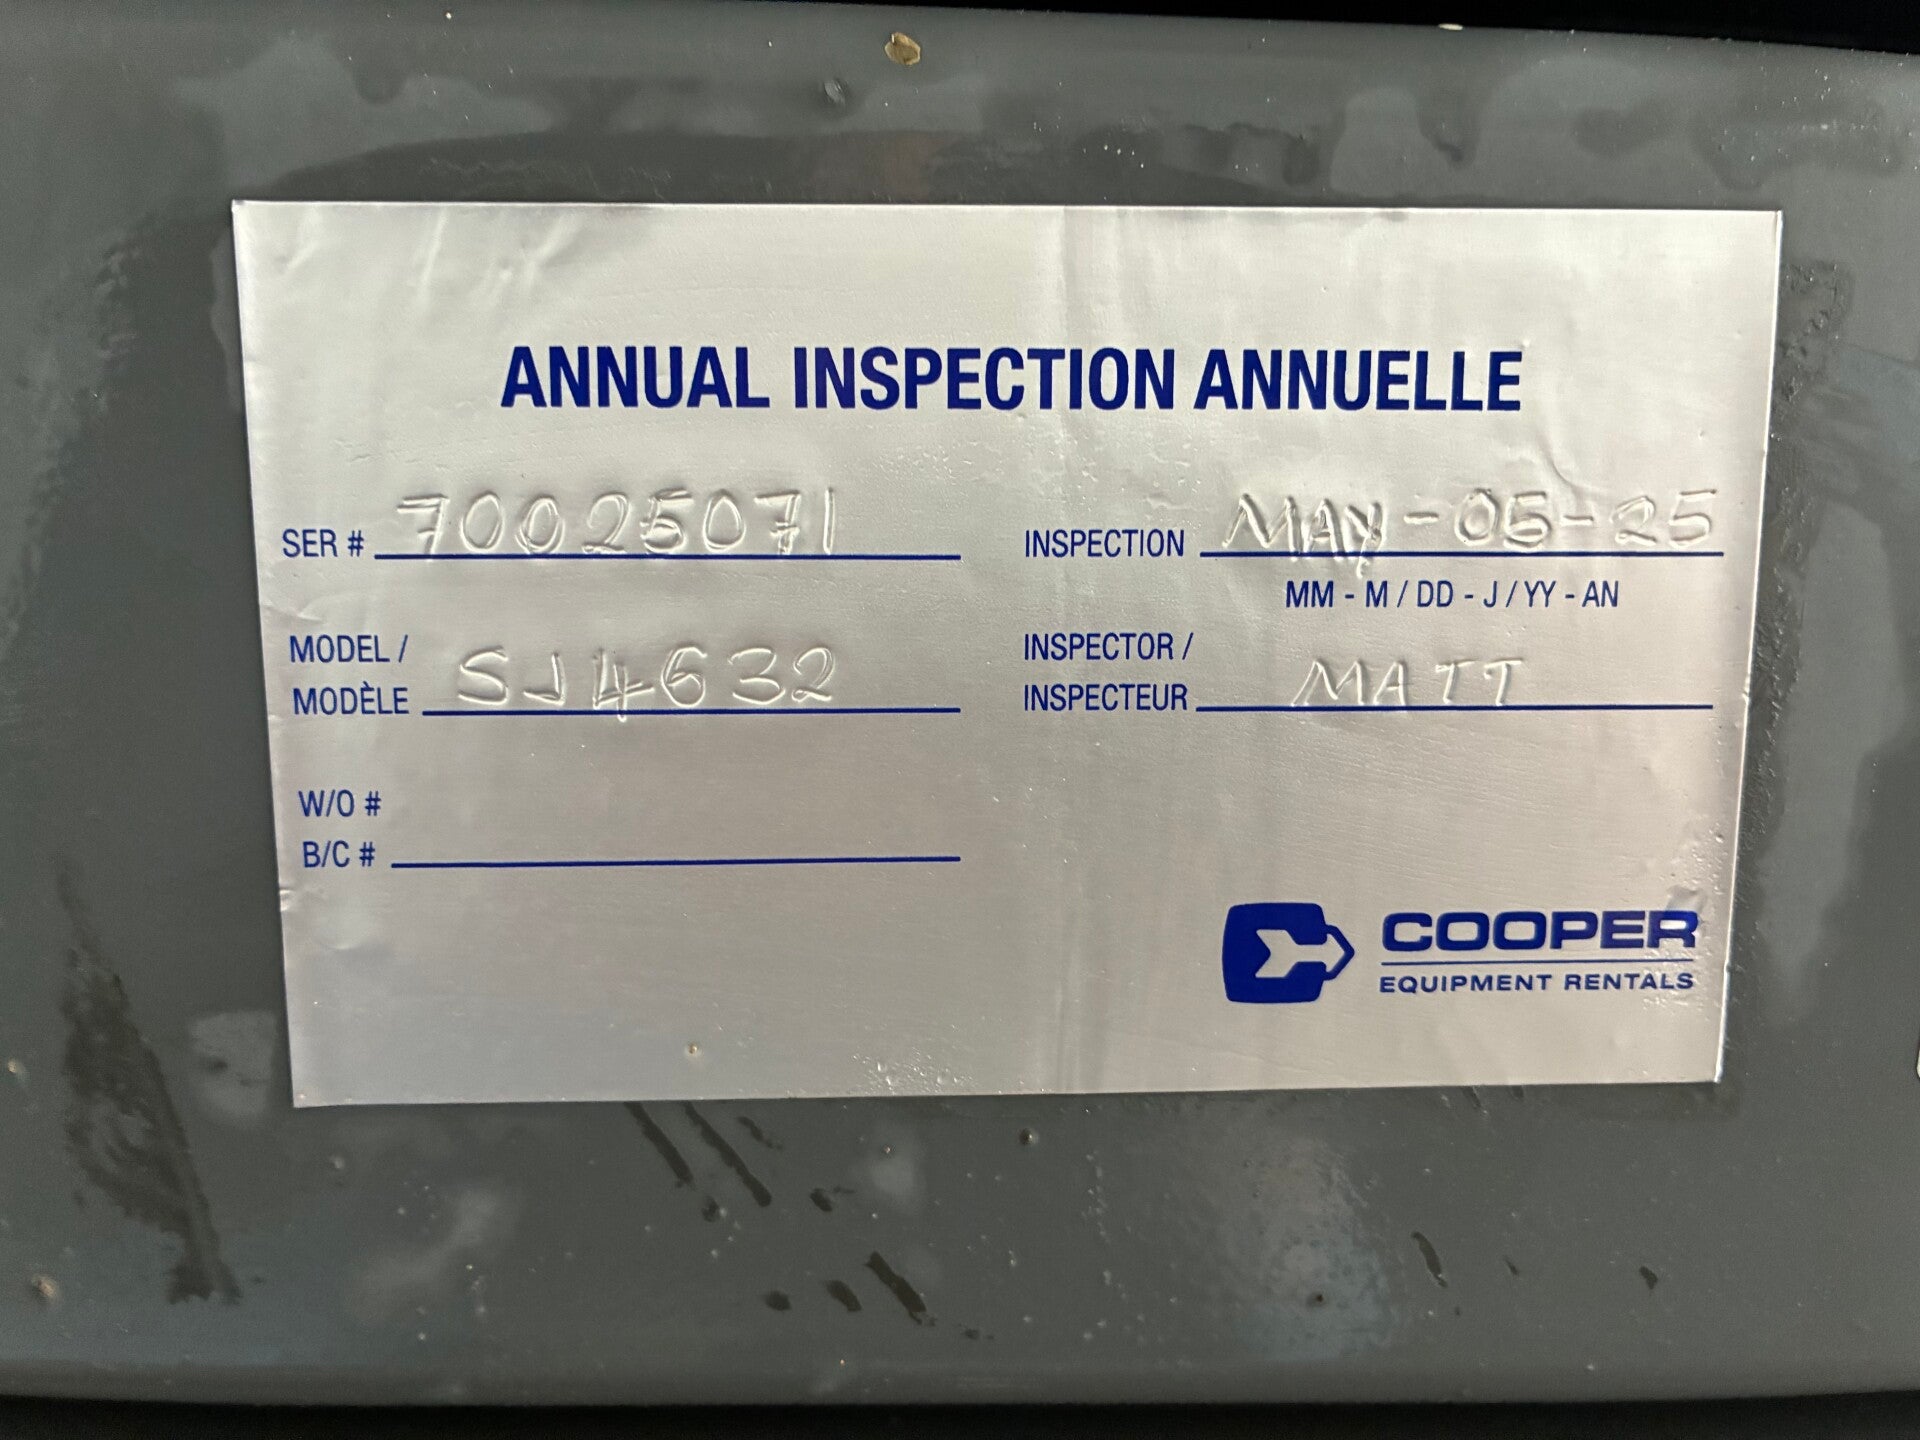 ANNUAL INSPECTION ANNUELLE
SER # 70025071
INSPECTION MAY-05-25
MM - M / DD - J / YY - AN
MODEL /
MODÈLE SJ4632
INSPECTOR /
INSPECTEUR MATT
W/O #
B/C #
COOPER
EQUIPMENT RENTALS